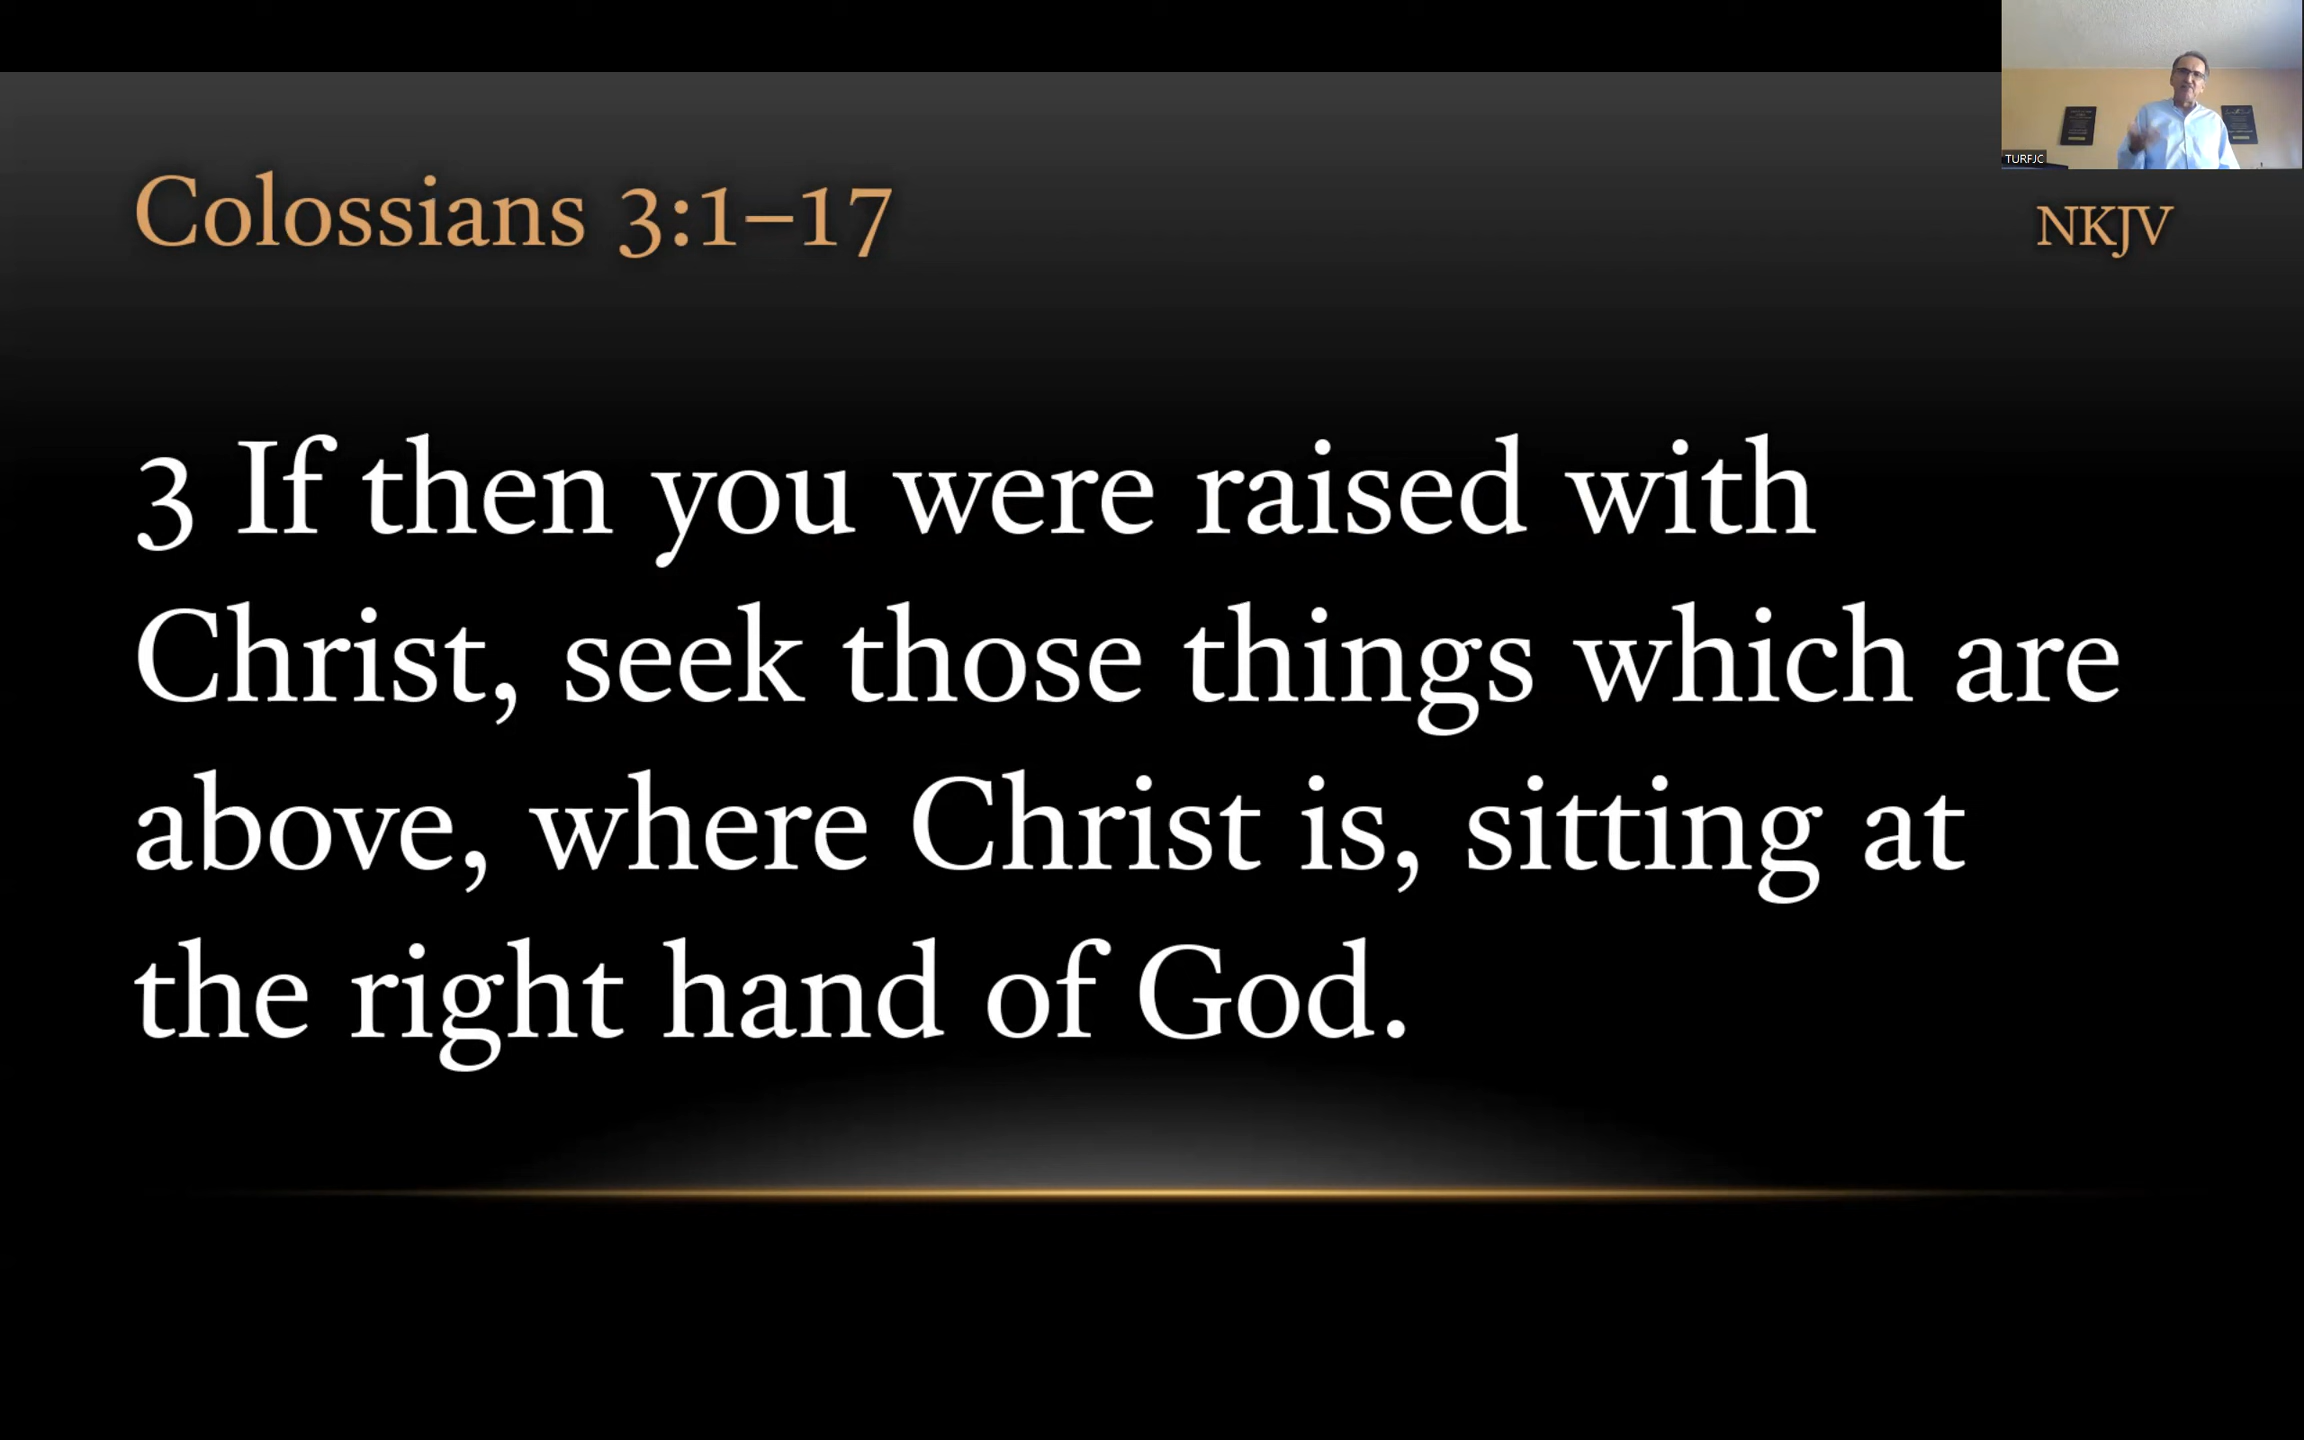 Colossians 3:1–17
NKJV
TURFJC
3 If then you were raised with
Christ, seek those things which are
above, where Christ is, sitting at
the right hand of God.